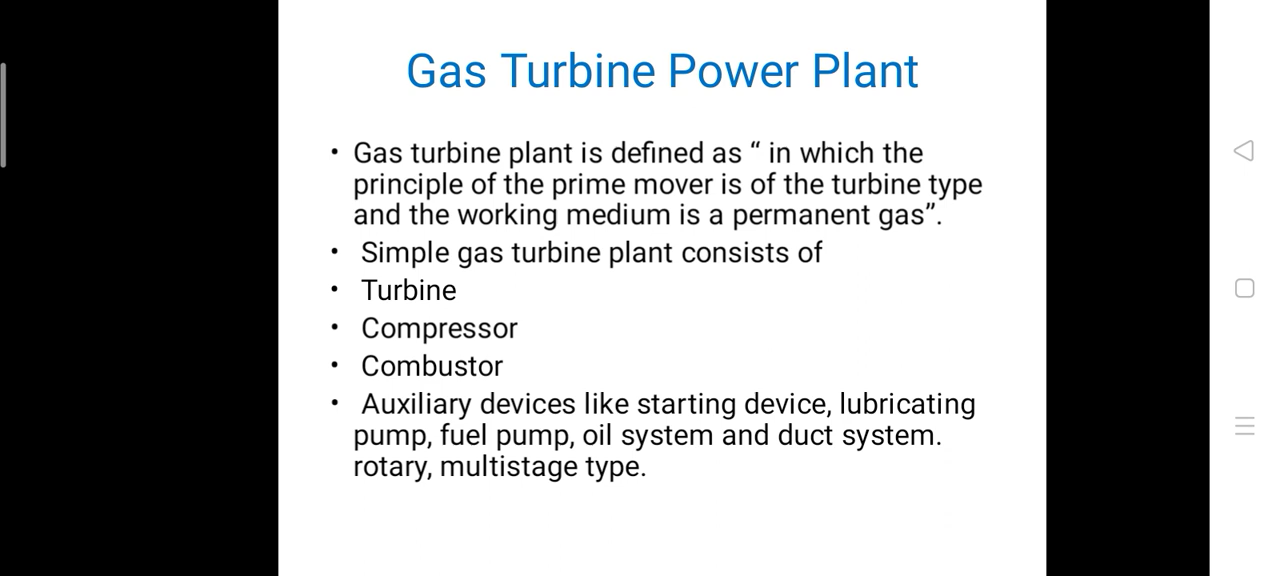 Gas Turbine Power Plant
• Gas turbine plant is defined as “ in which the
principle of the prime mover is of the turbine type
and the working medium is a permanent gas”.
• Simple gas turbine plant consists of
• Turbine
• Compressor
• Combustor
• Auxiliary devices like starting device, lubricating
pump, fuel pump, oil system and duct system.
rotary, multistage type.